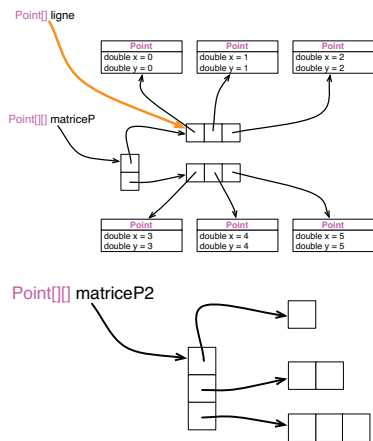 Point[] ligne
Point
double x = 0
double y = 0
Point
double x = 1
double y = 1
Point
double x = 2
double y = 2
Point[][] matriceP
Point
double x = 3
double y = 3
Point
double x = 4
double y = 4
Point
double x = 5
double y = 5
Point[][] matriceP2